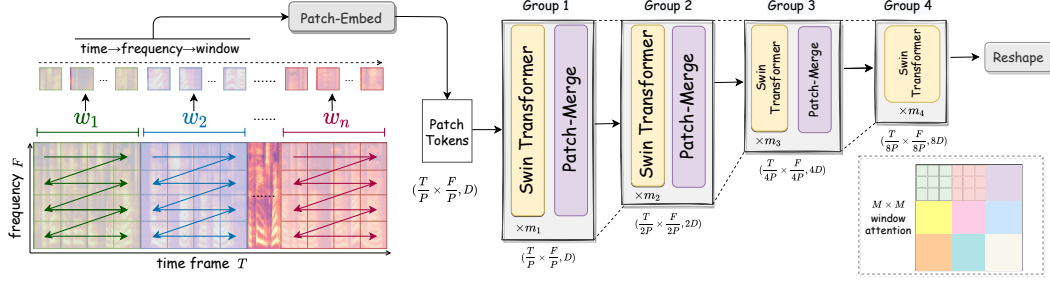 Patch-Embed
time→frequency→window
... ... ...... ...
w₁ w₂ ...... wₙ
......
frequency F
time frame T
Patch
Tokens
(T/P × F/P, D)
Group 1
Swin Transformer
Patch-Merge
×m₁
(T/P × F/P, D)
Group 2
Swin Transformer
Patch-Merge
×m₂
(T/2P × F/2P, 2D)
Group 3
Swin
Transformer
Patch-Merge
×m₃
(T/4P × F/4P, 4D)
Group 4
Swin
Transformer
×m₄
(T/8P × F/8P, 8D)
Reshape
M × M
window
attention